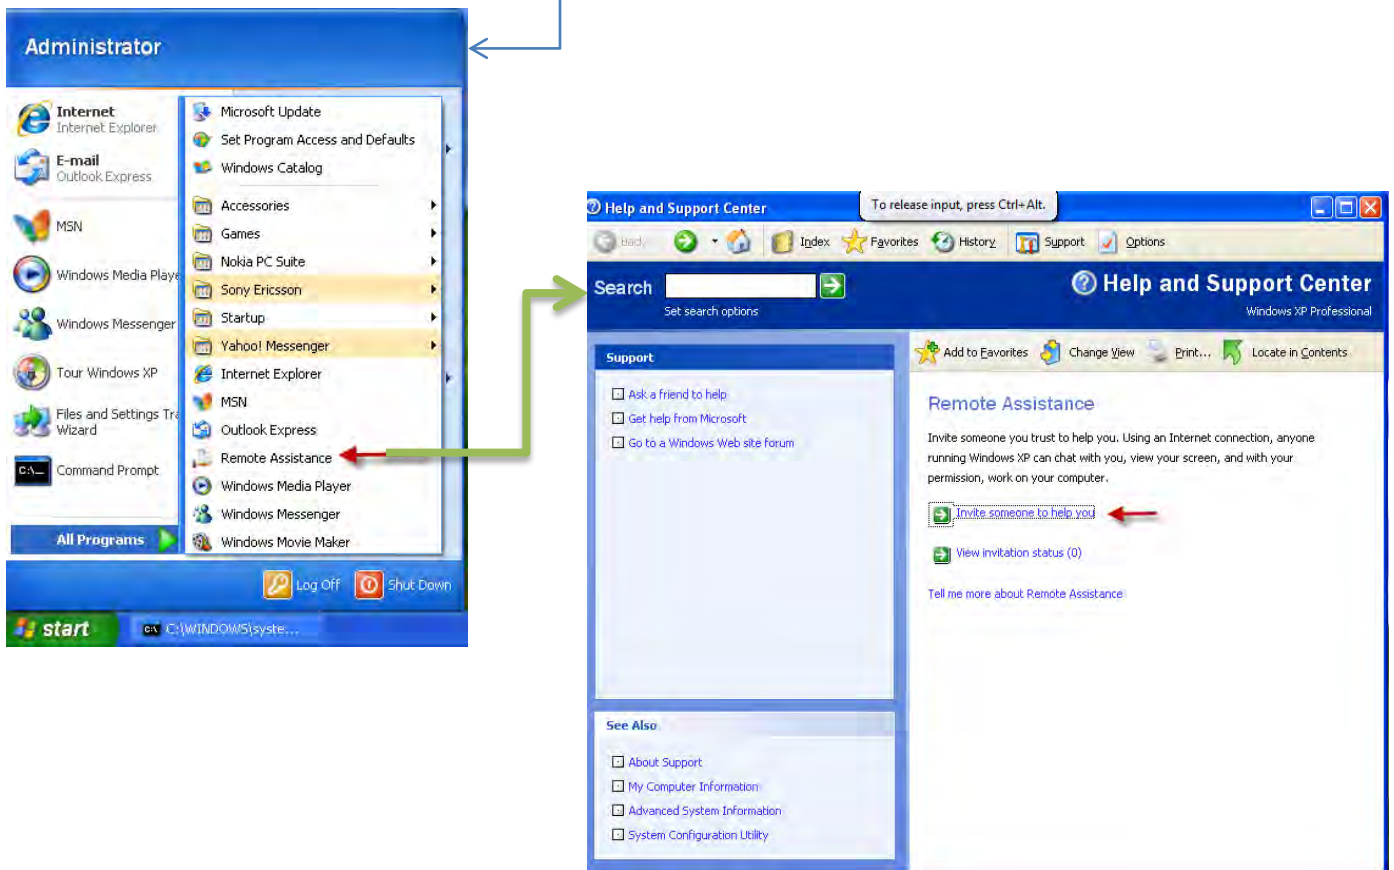 Administrator
Internet
Internet Explorer
E-mail
Outlook Express
MSN
Windows Media Playe
Windows Messenger
Tour Windows XP
Files and Settings Tra
Wizard
C:\_
Command Prompt
All Programs
Microsoft Update
Set Program Access and Defaults
Windows Catalog
Accessories
Games
Nokia PC Suite
Sony Ericsson
Startup
Yahoo! Messenger
Internet Explorer
MSN
Outlook Express
Remote Assistance
Windows Media Player
Windows Messenger
Windows Movie Maker
Log Off Shut Down
start C:\WINDOWS\syste...
Help and Support Center
To release input, press Ctrl+Alt.
Back Index Favorites History Support Options
Search
Set search options
Help and Support Center
Windows XP Professional
Support
Ask a friend to help
Get help from Microsoft
Go to a Windows Web site forum
See Also
About Support
My Computer Information
Advanced System Information
System Configuration Utility
Add to Favorites Change View Print... Locate in Contents
Remote Assistance
Invite someone you trust to help you. Using an Internet connection, anyone
running Windows XP can chat with you, view your screen, and with your
permission, work on your computer.
Invite someone to help you
View invitation status (0)
Tell me more about Remote Assistance